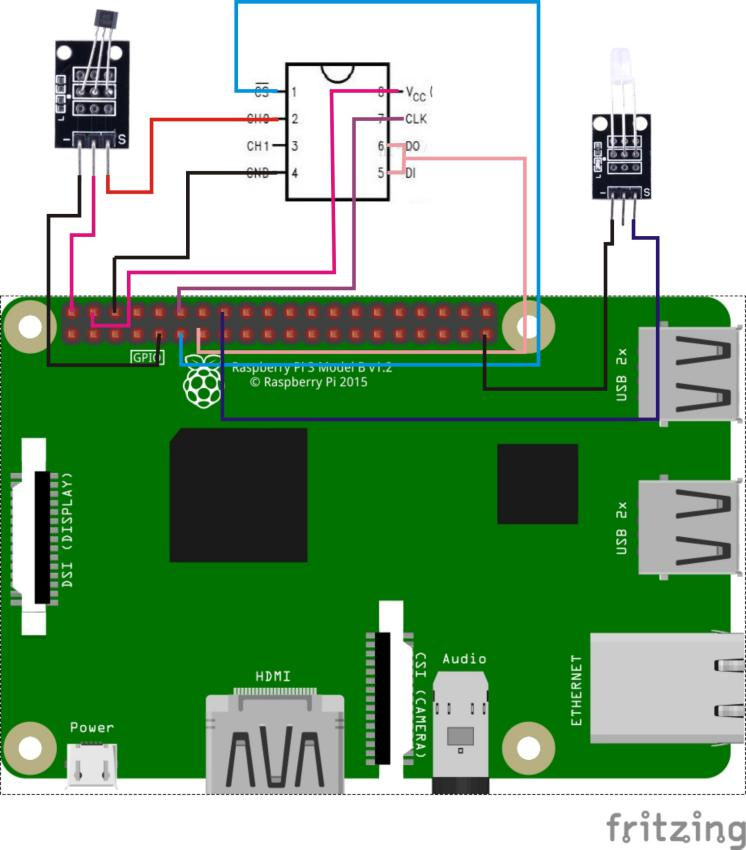 S
L
-
S
L
-
CS 1
CH0 2
CH1 3
GND 4
8 VCC (
7 CLK
6 DO
5 DI
GPIO
Raspberry Pi 3 Model B v1.2
© Raspberry Pi 2015
USB 2x
USB 2x
DSI (DISPLAY)
CSI (CAMERA)
ETHERNET
Audio
HDMI
Power
fritzing